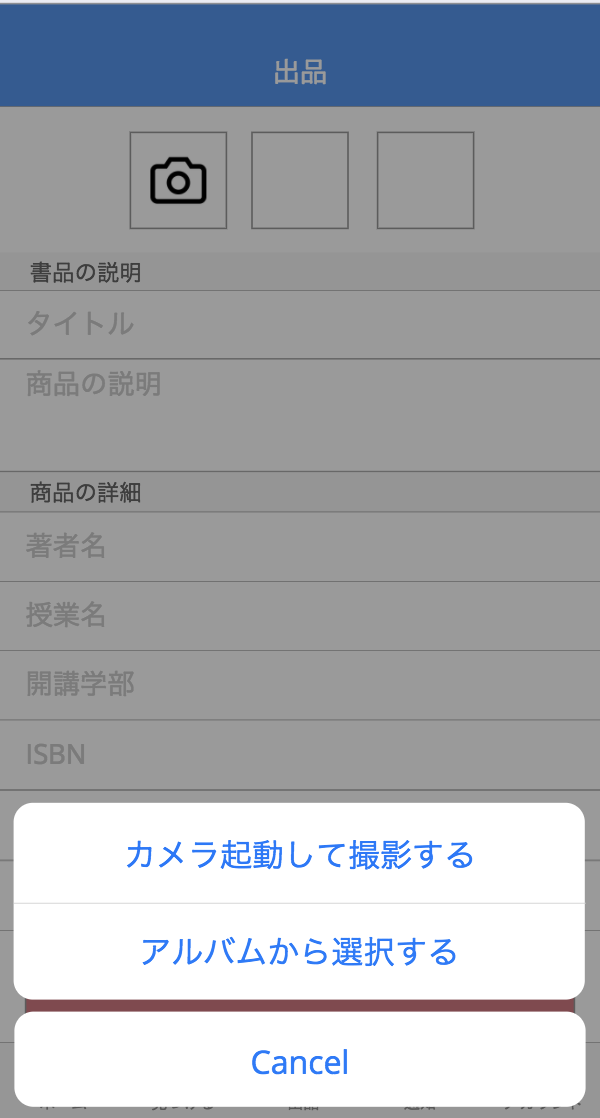 出品
書品の説明
タイトル
商品の説明
商品の詳細
著者名
授業名
開講学部
ISBN
カメラ起動して撮影する
アルバムから選択する
Cancel